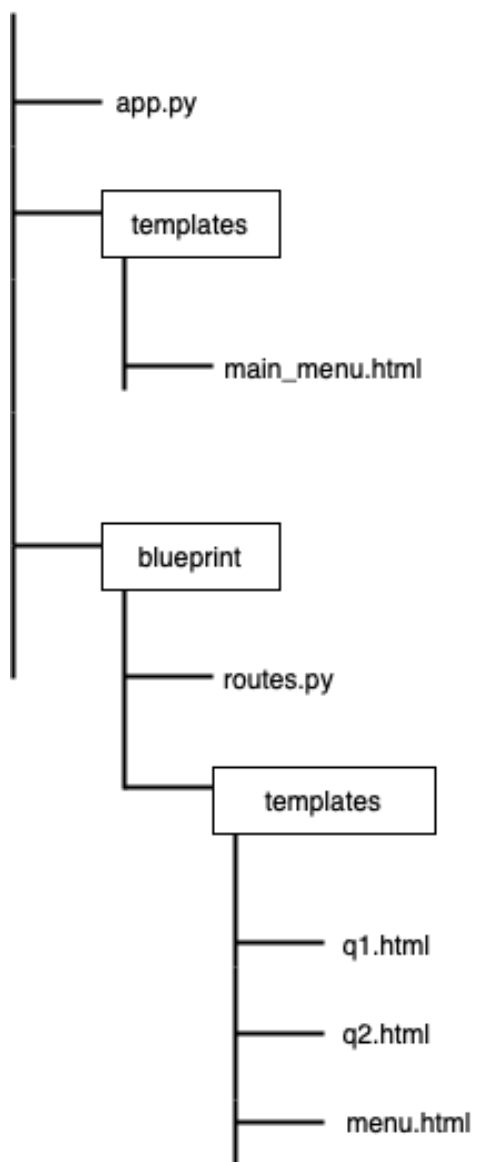 app.py
templates
main_menu.html
blueprint
routes.py
templates
q1.html
q2.html
menu.html